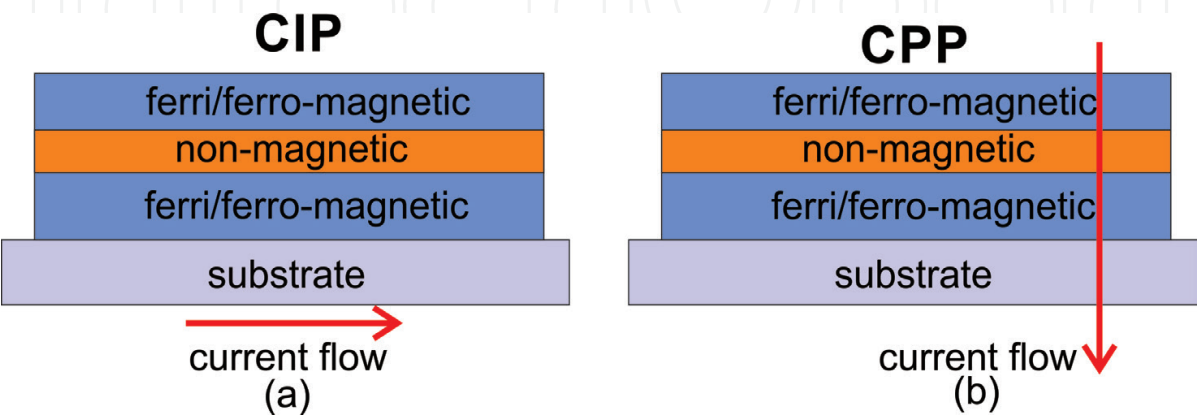 CIP
ferri/ferro-magnetic
non-magnetic
ferri/ferro-magnetic
substrate
current flow
(a)
CPP
ferri/ferro-magnetic
non-magnetic
ferri/ferro-magnetic
substrate
current flow
(b)